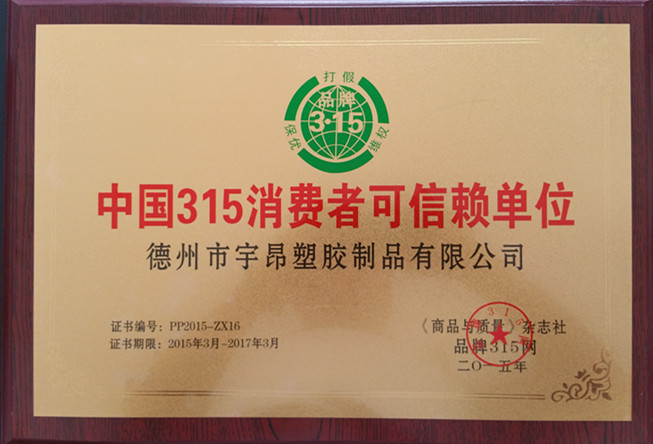 打假
品牌
3·15
保优
维权
中国315消费者可信赖单位
德州市宇昂塑胶制品有限公司
证书编号：PP2015-ZX16
证书期限：2015年3月-2017年3月
《商品与质量》杂志社
品牌315网
二〇一五年